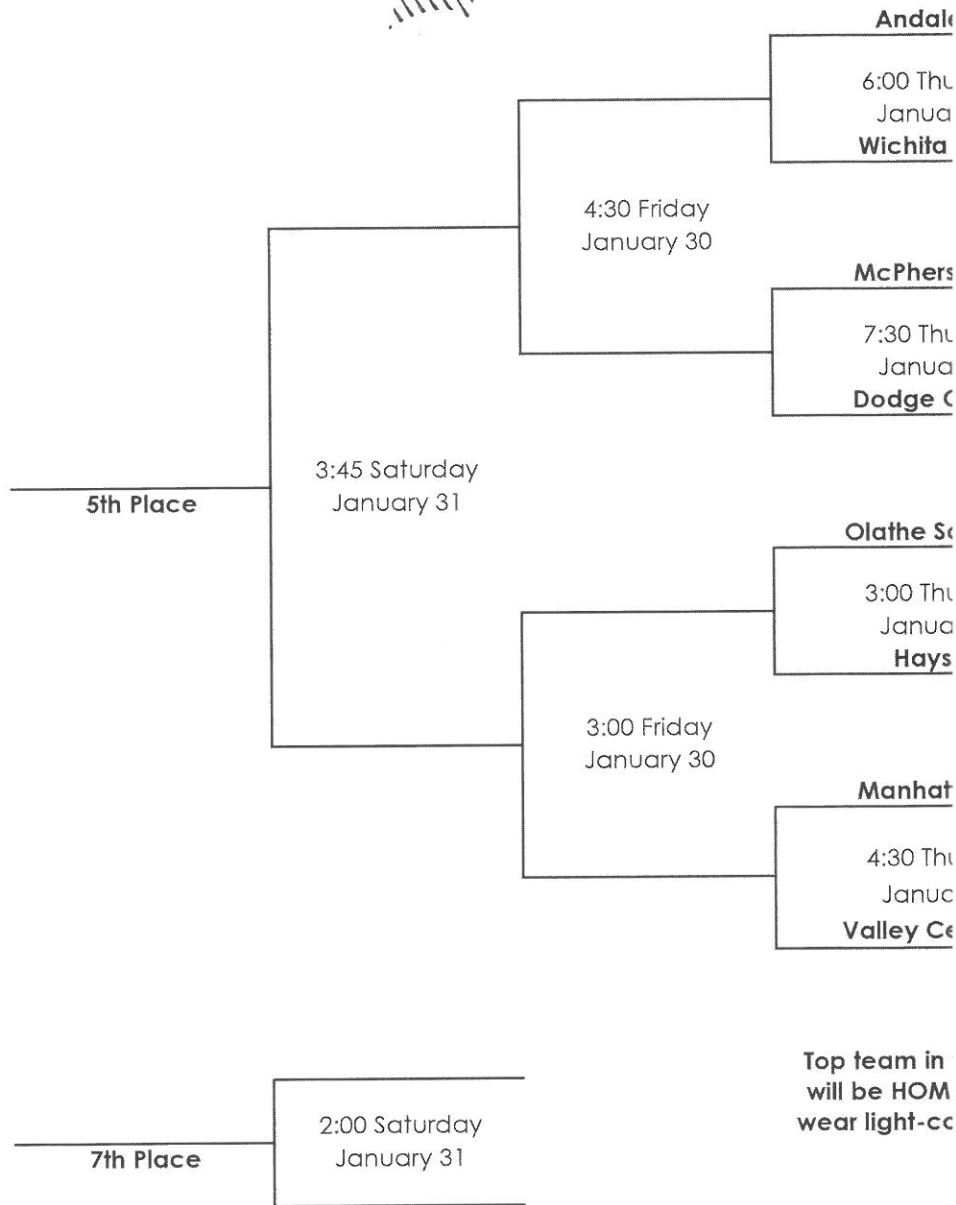 Andale
6:00 Thu
Janua
Wichita
4:30 Friday
January 30
McPhers
7:30 Thu
Janua
Dodge C
3:45 Saturday
January 31
5th Place
Olathe So
3:00 Thu
Janua
Hays
3:00 Friday
January 30
Manhat
4:30 Thu
Janua
Valley Ce
Top team in
will be HOM
wear light-co
2:00 Saturday
January 31
7th Place